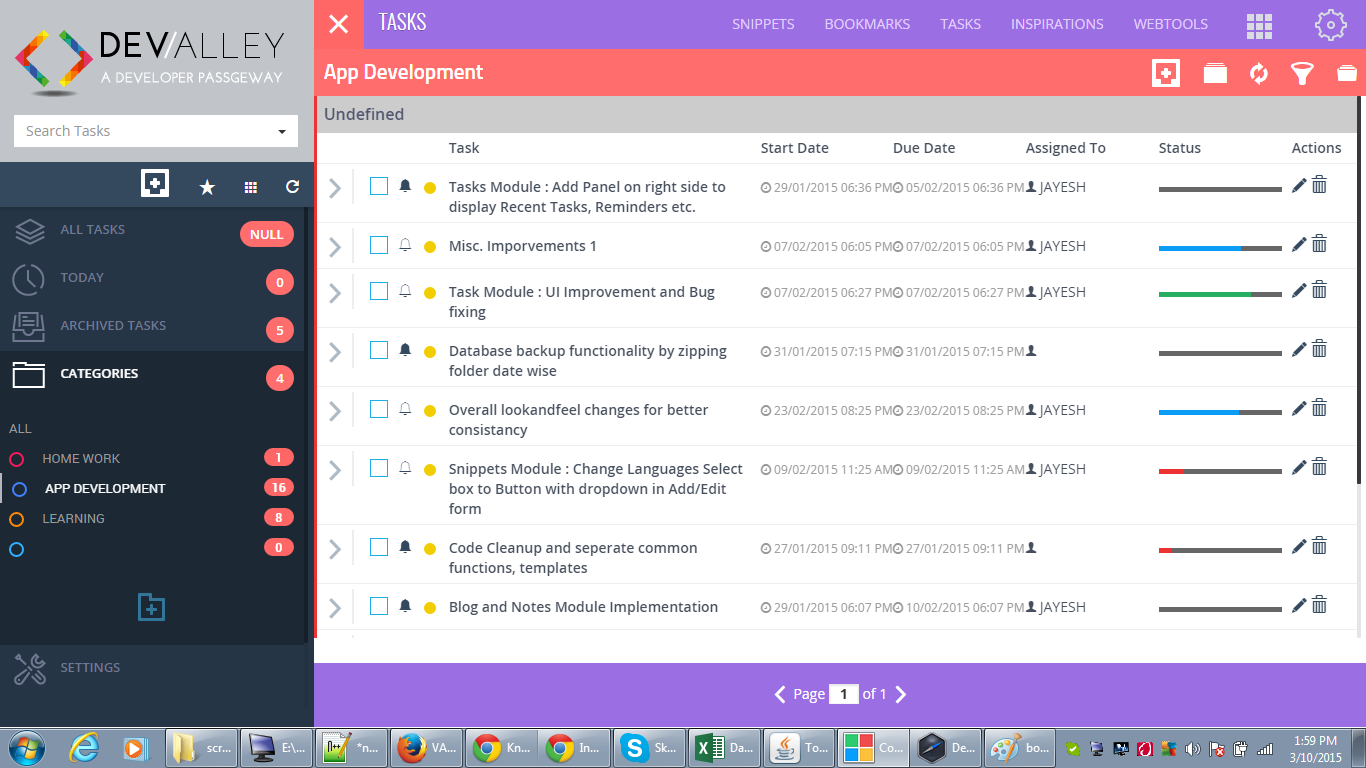 DEV//ALLEY
A DEVELOPER PASSGEWAY
Search Tasks
ALL TASKS NULL
TODAY 0
ARCHIVED TASKS 5
CATEGORIES 4
ALL
HOME WORK 1
APP DEVELOPMENT 16
LEARNING 8
0
SETTINGS
TASKS SNIPPETS BOOKMARKS TASKS INSPIRATIONS WEBTOOLS
App Development
Undefined
Task Start Date Due Date Assigned To Status Actions
Tasks Module : Add Panel on right side to 29/01/2015 06:36 PM 05/02/2015 06:36 PM JAYESH
display Recent Tasks, Reminders etc.
Misc. Imporvements 1 07/02/2015 06:05 PM 07/02/2015 06:05 PM JAYESH
Task Module : UI Improvement and Bug 07/02/2015 06:27 PM 07/02/2015 06:27 PM JAYESH
fixing
Database backup functionality by zipping 31/01/2015 07:15 PM 31/01/2015 07:15 PM
folder date wise
Overall lookandfeel changes for better 23/02/2015 08:25 PM 23/02/2015 08:25 PM JAYESH
consistancy
Snippets Module : Change Languages Select 09/02/2015 11:25 AM 09/02/2015 11:25 AM JAYESH
box to Button with dropdown in Add/Edit
form
Code Cleanup and seperate common 27/01/2015 09:11 PM 27/01/2015 09:11 PM
functions, templates
Blog and Notes Module Implementation 29/01/2015 06:07 PM 10/02/2015 06:07 PM JAYESH
Page 1 of 1
scr... E:\... *n... VA... Kn... In... Sk... Da... To... Co... De... bo... 1:59 PM
3/10/2015